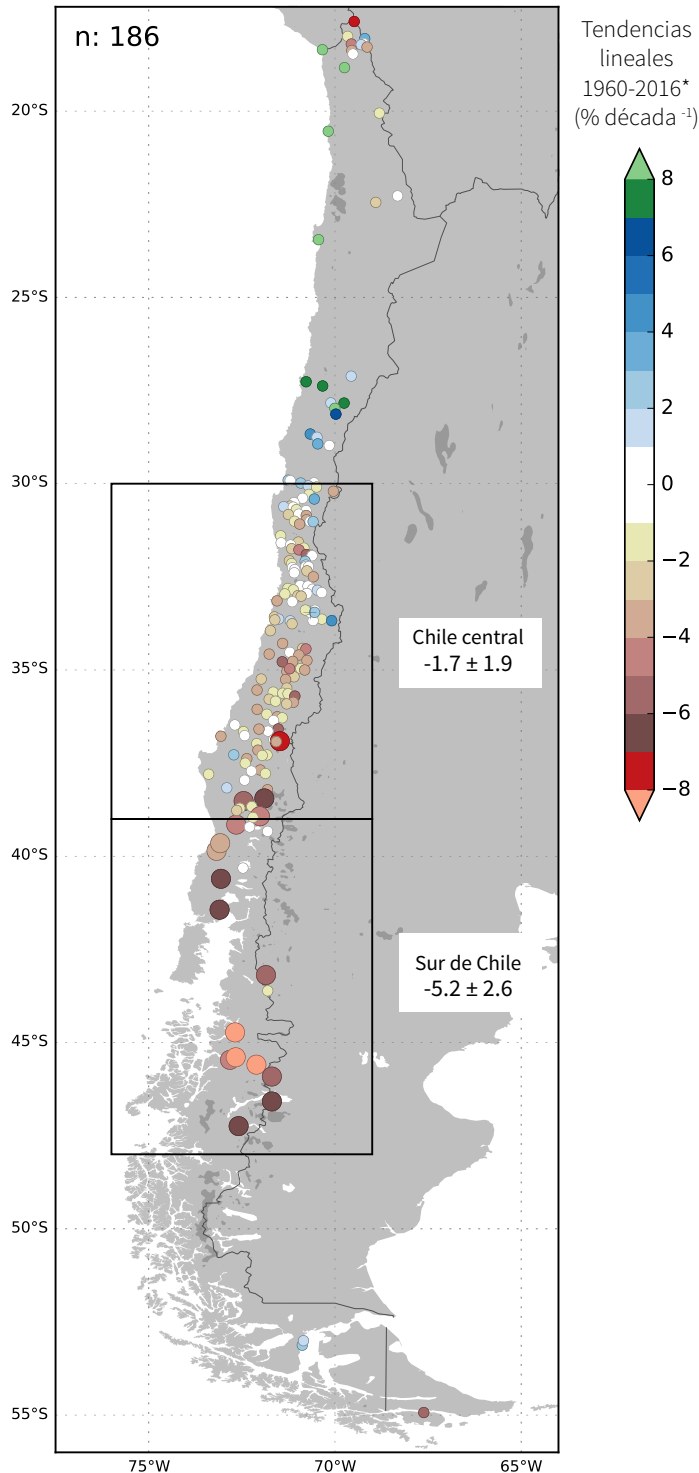 n: 186
Tendencias
lineales
1960-2016*
(% década ⁻¹)
8
6
4
2
0
−2
−4
−6
−8
20°S
25°S
30°S
35°S
40°S
45°S
50°S
55°S
Chile central
-1.7 ± 1.9
Sur de Chile
-5.2 ± 2.6
75°W
70°W
65°W